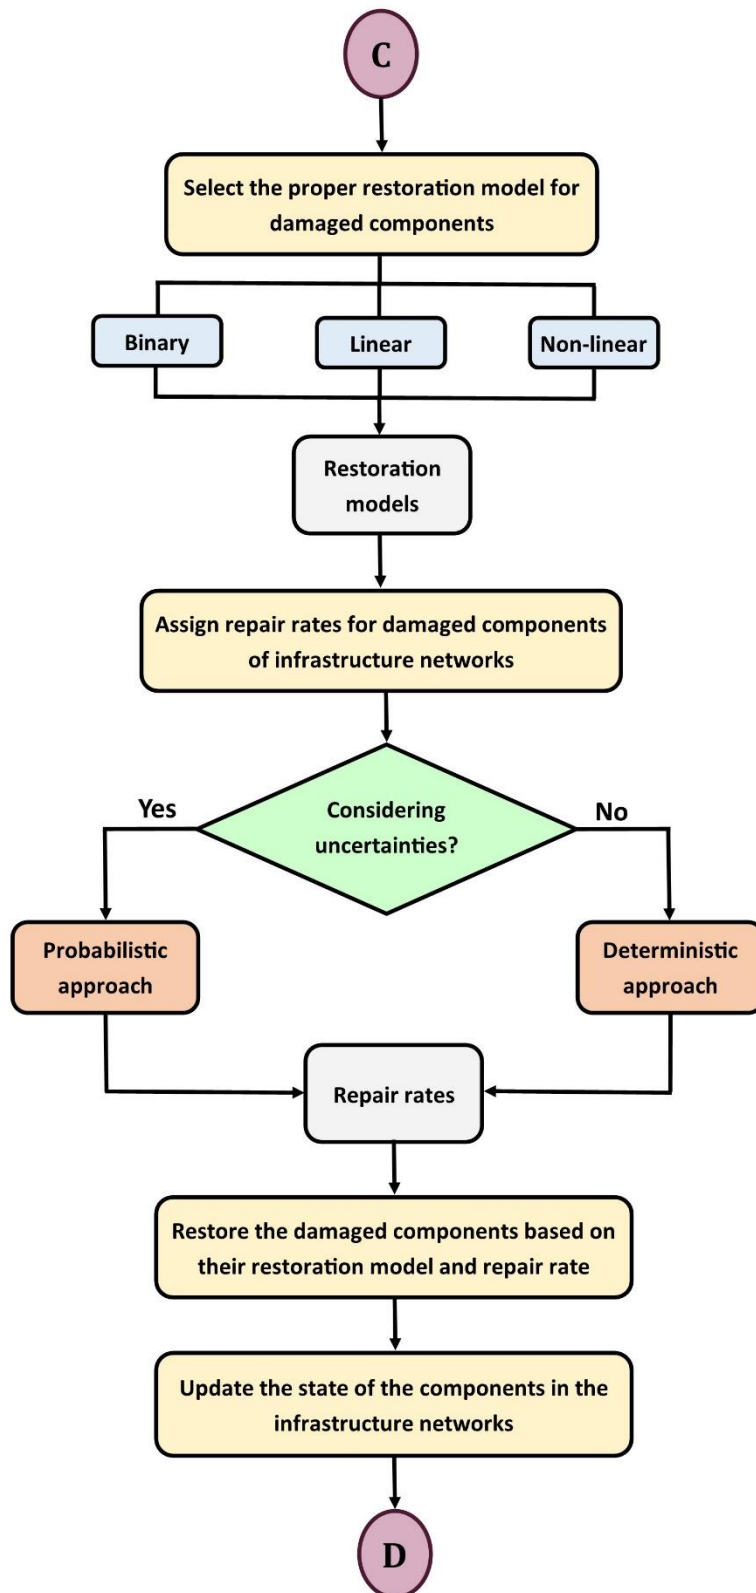 C
Select the proper restoration model for
damaged components
Binary
Linear
Non-linear
Restoration
models
Assign repair rates for damaged components
of infrastructure networks
Yes
Considering
uncertainties?
No
Probabilistic
approach
Deterministic
approach
Repair rates
Restore the damaged components based on
their restoration model and repair rate
Update the state of the components in the
infrastructure networks
D